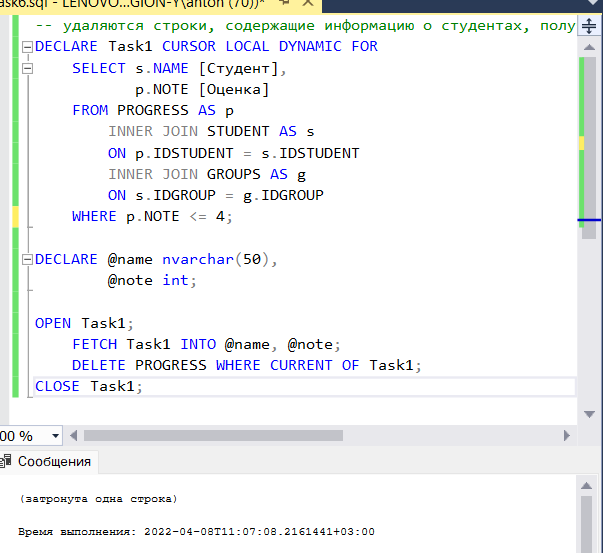 task6.sql - LENOVO...GION-Y\anton (70))*
-- удаляются строки, содержащие информацию о студентах, полу
DECLARE Task1 CURSOR LOCAL DYNAMIC FOR
SELECT s.NAME [Студент],
p.NOTE [Оценка]
FROM PROGRESS AS p
INNER JOIN STUDENT AS s
ON p.IDSTUDENT = s.IDSTUDENT
INNER JOIN GROUPS AS g
ON s.IDGROUP = g.IDGROUP
WHERE p.NOTE <= 4;
DECLARE @name nvarchar(50),
@note int;
OPEN Task1;
FETCH Task1 INTO @name, @note;
DELETE PROGRESS WHERE CURRENT OF Task1;
CLOSE Task1;
00 %
Сообщения
(затронута одна строка)
Время выполнения: 2022-04-08T11:07:08.2161441+03:00